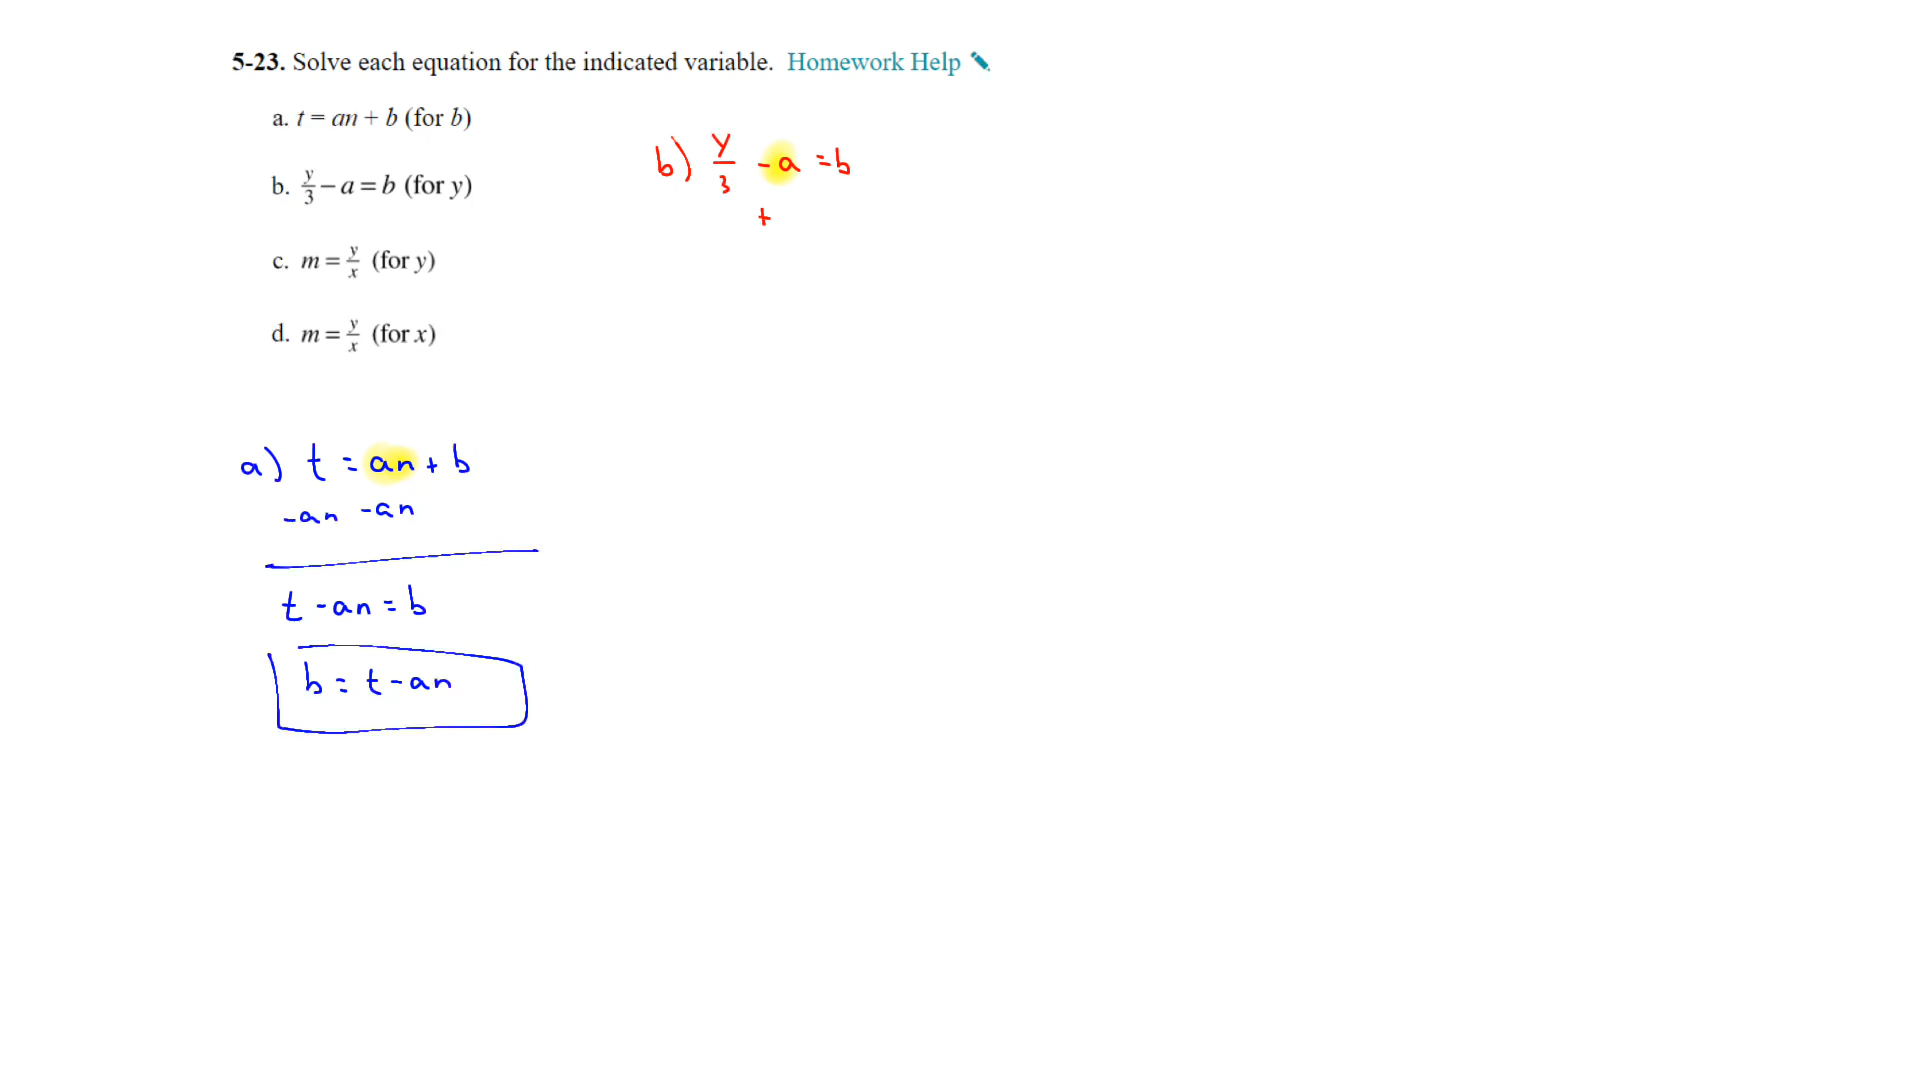 5-23. Solve each equation for the indicated variable. Homework Help
a. t = an + b (for b)
b. y/3 − a = b (for y)
c. m = y/x (for y)
d. m = y/x (for x)
b) y/3 - a = b
+
a) t = an + b
-an -an
t - an = b
b = t - an